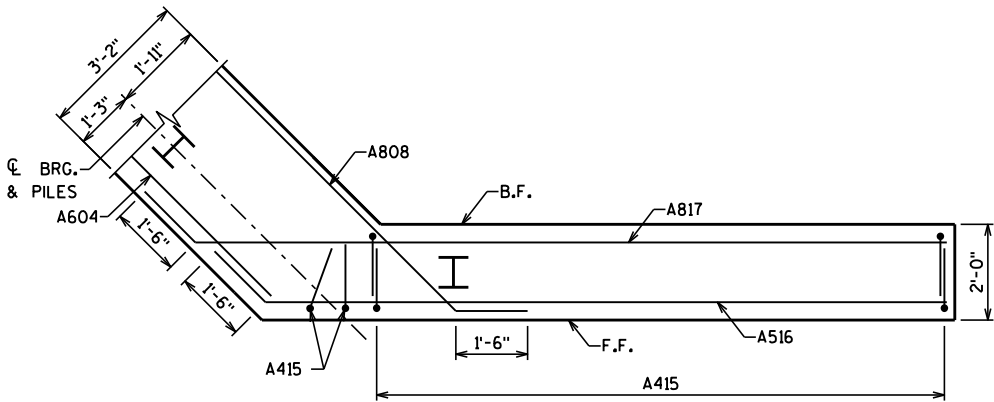 3'-2"
1'-11"
1'-3"
℄ BRG.
& PILES
A604
1'-6"
1'-6"
A808
B.F.
A817
2'-0"
A415
1'-6"
F.F.
A516
A415